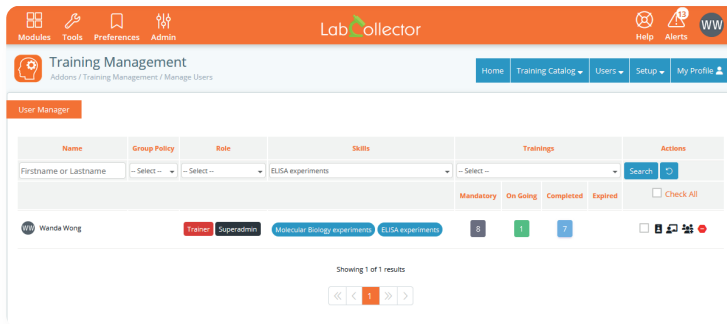 Modules Tools Preferences Admin LabCollector Help Alerts 13 WW
Training Management
Addons / Training Management / Manage Users
Home Training Catalog Users Setup My Profile
User Manager
Name Group Policy Role Skills Trainings Actions
Firstname or Lastname -- Select -- -- Select -- ELISA experiments -- Select -- Search
Mandatory On Going Completed Expired Check All
WW Wanda Wong Trainer Superadmin Molecular Biology experiments ELISA experiments 8 1 7
Showing 1 of 1 results
« < 1 » >